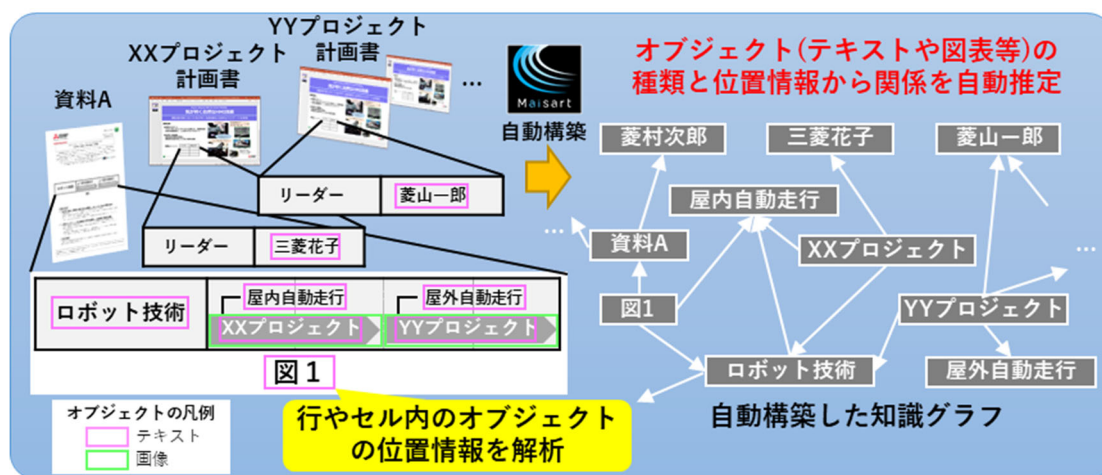 YYプロジェクト
計画書
XXプロジェクト
計画書
資料A
…
Maisart
自動構築
オブジェクト(テキストや図表等)の
種類と位置情報から関係を自動推定
リーダー
菱山一郎
リーダー
三菱花子
ロボット技術
屋内自動走行
屋外自動走行
XXプロジェクト
YYプロジェクト
図1
行やセル内のオブジェクト
の位置情報を解析
オブジェクトの凡例
テキスト
画像
菱村次郎
三菱花子
菱山一郎
屋内自動走行
…
資料A
XXプロジェクト
…
図1
YYプロジェクト
ロボット技術
屋外自動走行
自動構築した知識グラフ